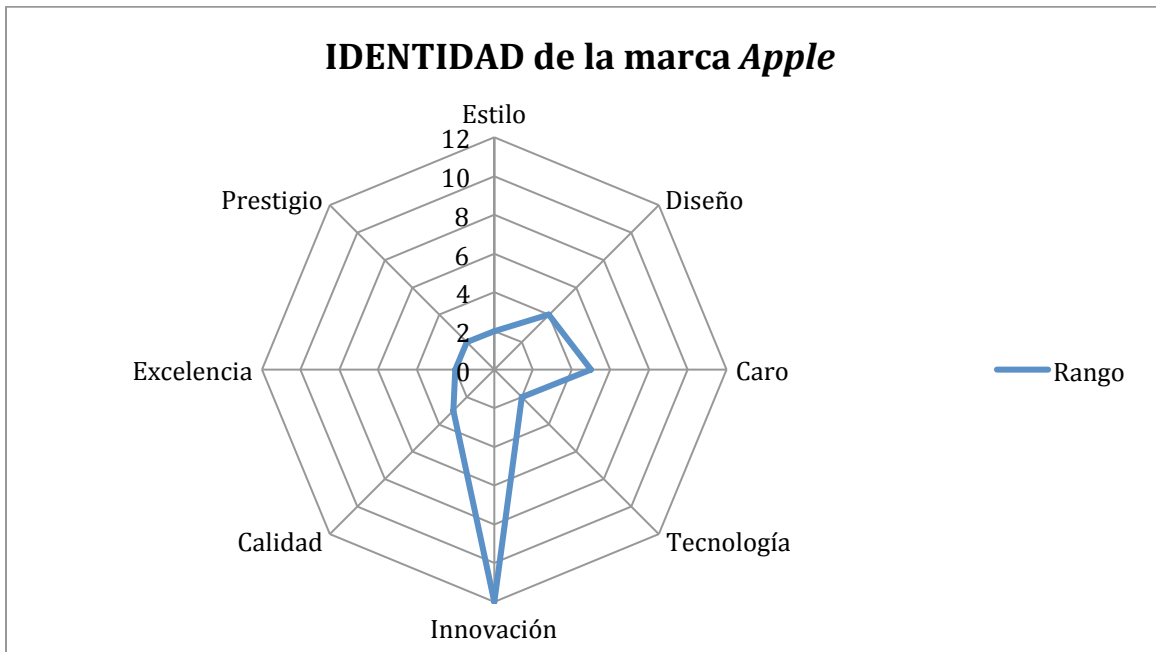 IDENTIDAD de la marca Apple
Estilo
12
10
8
6
4
2
0
Prestigio
Diseño
Excelencia
Caro
Rango
Calidad
Tecnología
Innovación